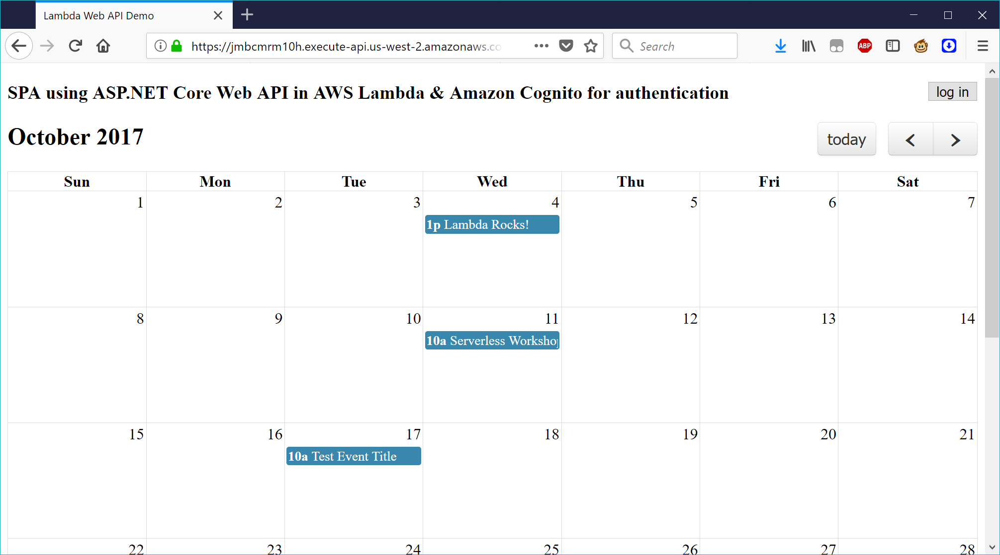 Lambda Web API Demo
https://jmbcmrm10h.execute-api.us-west-2.amazonaws.co
Search
ABP
SPA using ASP.NET Core Web API in AWS Lambda & Amazon Cognito for authentication
log in
October 2017
today
Sun Mon Tue Wed Thu Fri Sat
1 2 3 4 5 6 7
1p Lambda Rocks!
8 9 10 11 12 13 14
10a Serverless Workshop
15 16 17 18 19 20 21
10a Test Event Title
22 23 24 25 26 27 28